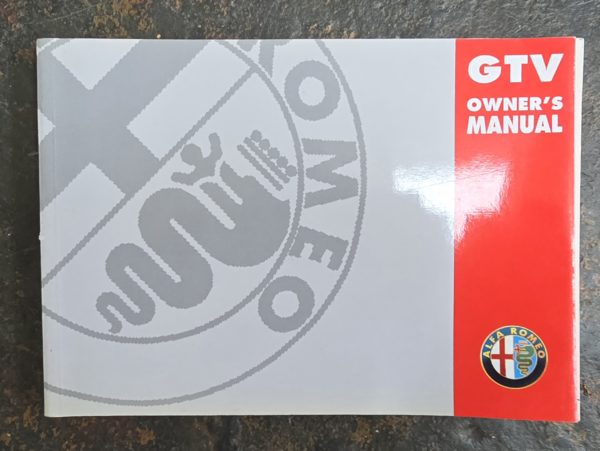 ROMEO
GTV
OWNER'S
MANUAL
ALFA ROMEO